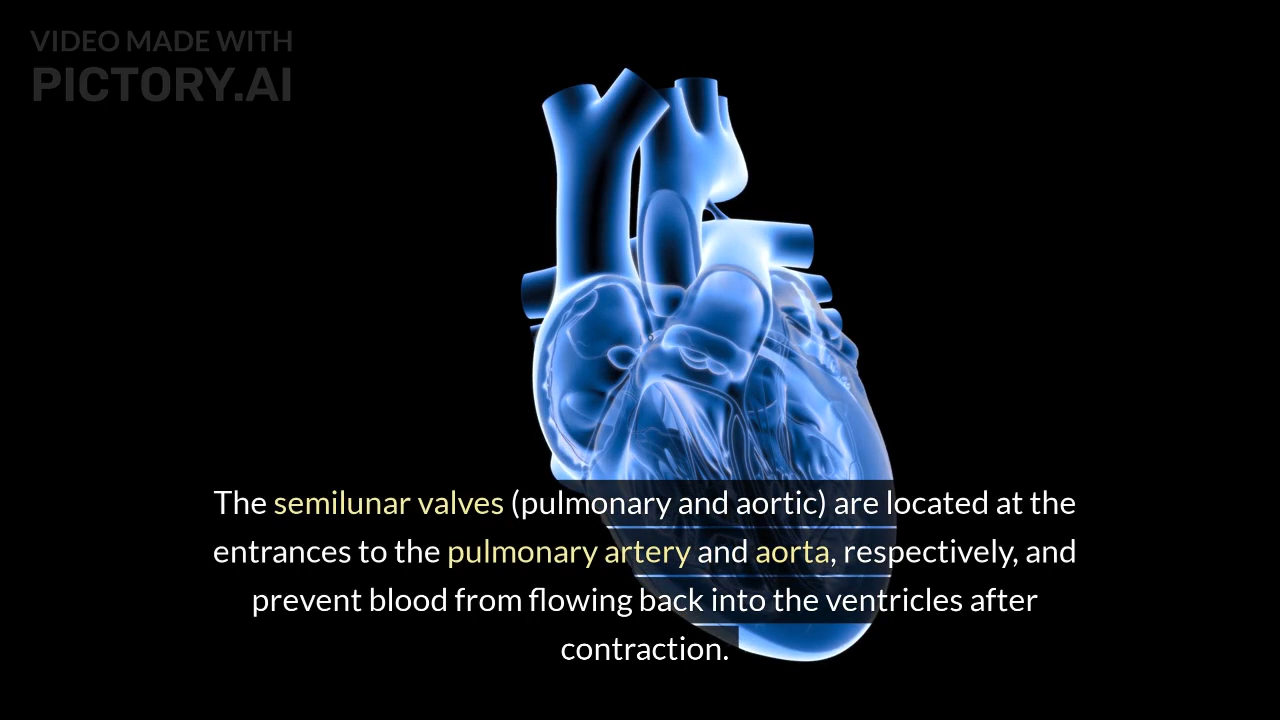 VIDEO MADE WITH
PICTORY.AI
The semilunar valves (pulmonary and aortic) are located at the
entrances to the pulmonary artery and aorta, respectively, and
prevent blood from flowing back into the ventricles after
contraction.